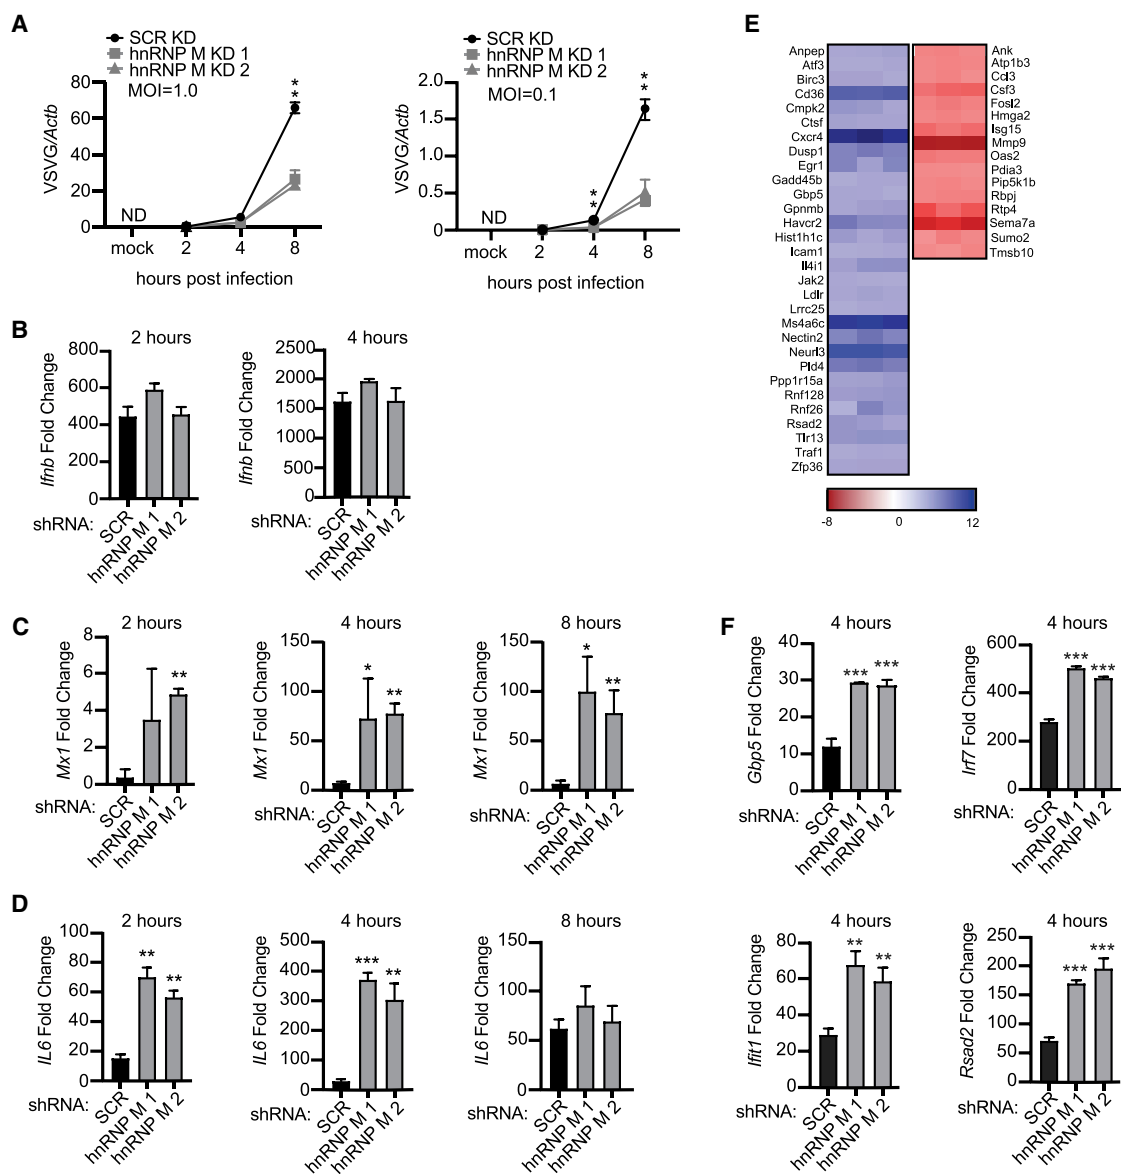 A
SCR KD
hnRNP M KD 1
hnRNP M KD 2
MOI=1.0
VSVG/Actb
80
60
40
20
0
ND
**
mock 2 4 8
hours post infection
SCR KD
hnRNP M KD 1
hnRNP M KD 2
MOI=0.1
VSVG/Actb
2.0
1.5
1.0
0.5
0
ND
**
**
mock 2 4 8
hours post infection
B
2 hours
Ifnb Fold Change
800
600
400
200
0
shRNA:
SCR
hnRNP M 1
hnRNP M 2
4 hours
Ifnb Fold Change
2500
2000
1500
1000
500
0
SCR
hnRNP M 1
hnRNP M 2
C
2 hours
Mx1 Fold Change
8
6
4
2
0
**
shRNA:
SCR
hnRNP M 1
hnRNP M 2
4 hours
Mx1 Fold Change
150
100
50
0
*
**
shRNA:
SCR
hnRNP M 1
hnRNP M 2
8 hours
Mx1 Fold Change
150
100
50
0
*
**
shRNA:
SCR
hnRNP M 1
hnRNP M 2
D
2 hours
IL6 Fold Change
100
80
60
40
20
0
**
**
shRNA:
SCR
hnRNP M 1
hnRNP M 2
4 hours
IL6 Fold Change
500
400
300
200
100
0
***
**
shRNA:
SCR
hnRNP M 1
hnRNP M 2
8 hours
IL6 Fold Change
150
100
50
0
shRNA:
SCR
hnRNP M 1
hnRNP M 2
E
Anpep
Atf3
Birc3
Cd36
Cmpk2
Ctsf
Cxcr4
Dusp1
Egr1
Gadd45b
Gbp5
Gpnmb
Havcr2
Hist1h1c
Icam1
Il4i1
Jak2
Ldlr
Lrrc25
Ms4a6c
Nectin2
Neurl3
Pld4
Ppp1r15a
Rnf128
Rnf26
Rsad2
Tlr13
Traf1
Zfp36
Ank
Atp1b3
Ccl3
Csf3
Fosl2
Hmga2
Isg15
Mmp9
Oas2
Pdia3
Pip5k1b
Rbpj
Rtp4
Sema7a
Sumo2
Tmsb10
-8 0 12
F
4 hours
Gbp5 Fold Change
40
30
20
10
0
***
***
shRNA:
SCR
hnRNP M 1
hnRNP M 2
4 hours
Irf7 Fold Change
600
400
200
0
***
***
shRNA:
SCR
hnRNP M 1
hnRNP M 2
4 hours
Ifit1 Fold Change
80
60
40
20
0
**
**
shRNA:
SCR
hnRNP M 1
hnRNP M 2
4 hours
Rsad2 Fold Change
250
200
150
100
50
0
***
***
shRNA:
SCR
hnRNP M 1
hnRNP M 2